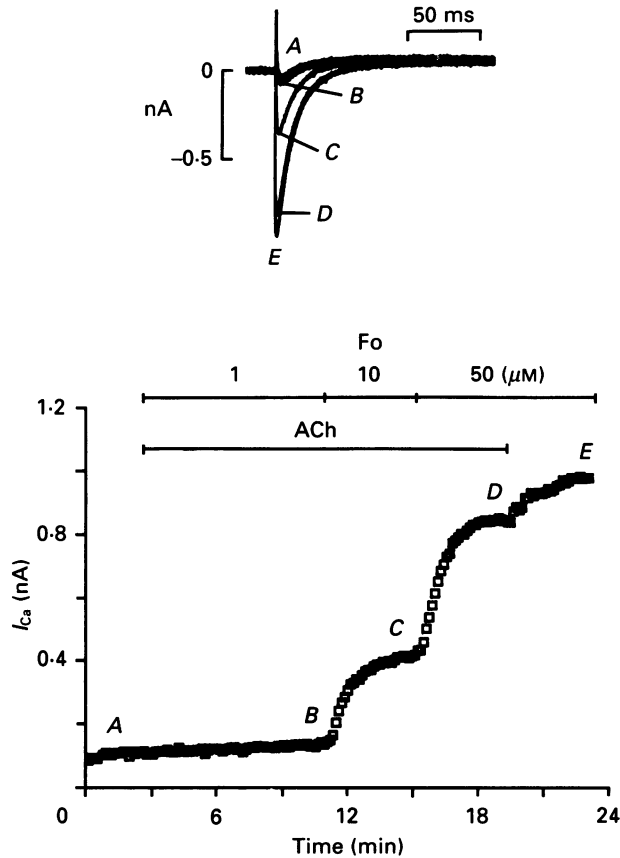 50 ms
A
0
B
nA
C
−0·5
D
E
Fo
1 10 50 (μM)
ACh
1·2
E
D
0.8
I_Ca (nA)
C
0.4
A B
0 6 12 18 24
Time (min)